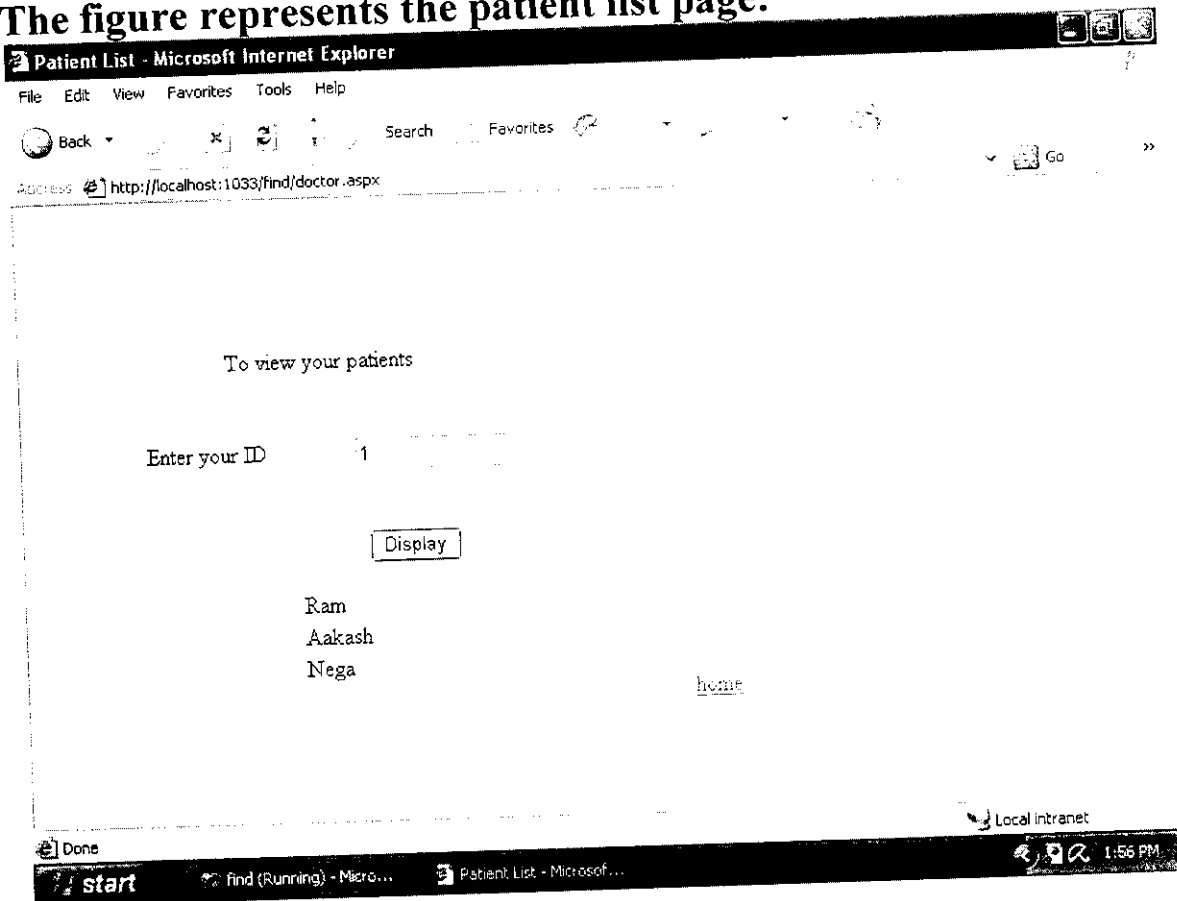 The figure represents the patient list page.
Patient List - Microsoft Internet Explorer
File Edit View Favorites Tools Help
Back Search Favorites
Address http://localhost:1033/find/doctor.aspx Go »
To view your patients
Enter your ID 1
Display
Ram
Aakash
Nega
home
Done Local intranet
start find (Running) - Micro... Patient List - Microsof... 1:56 PM